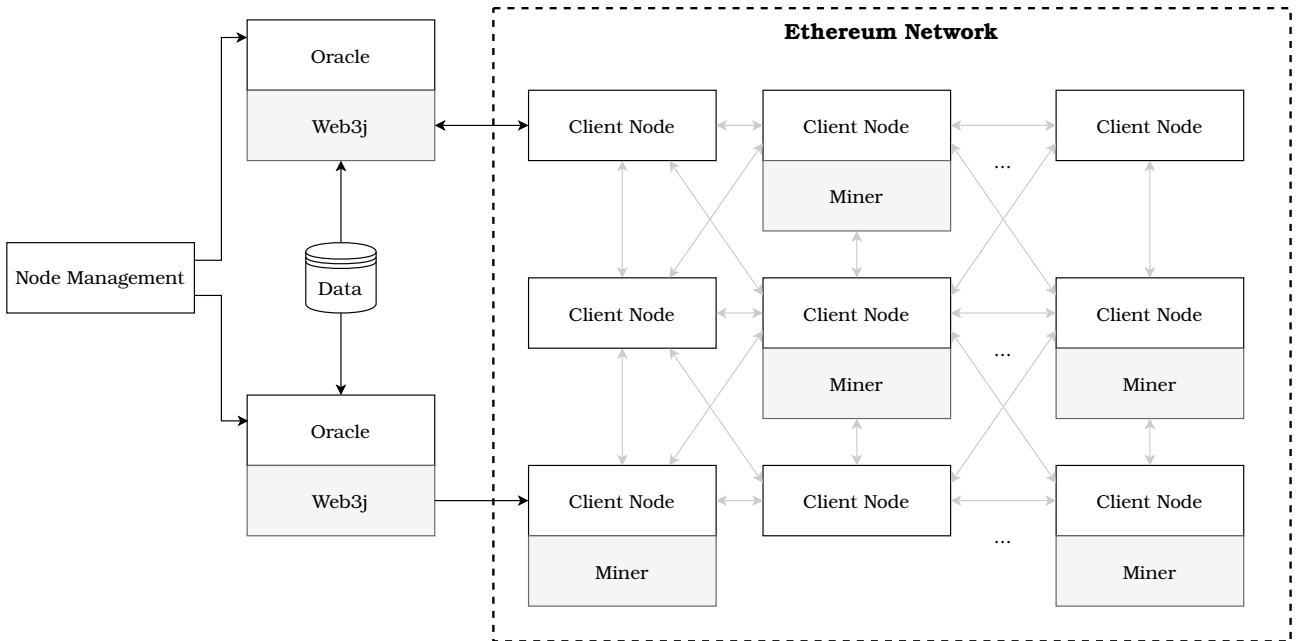 Ethereum Network
Oracle
Web3j
Client Node
Client Node
Client Node
...
Miner
Node Management
Data
Client Node
Client Node
Client Node
...
Miner
Miner
Oracle
Web3j
Client Node
Client Node
Client Node
...
Miner
Miner